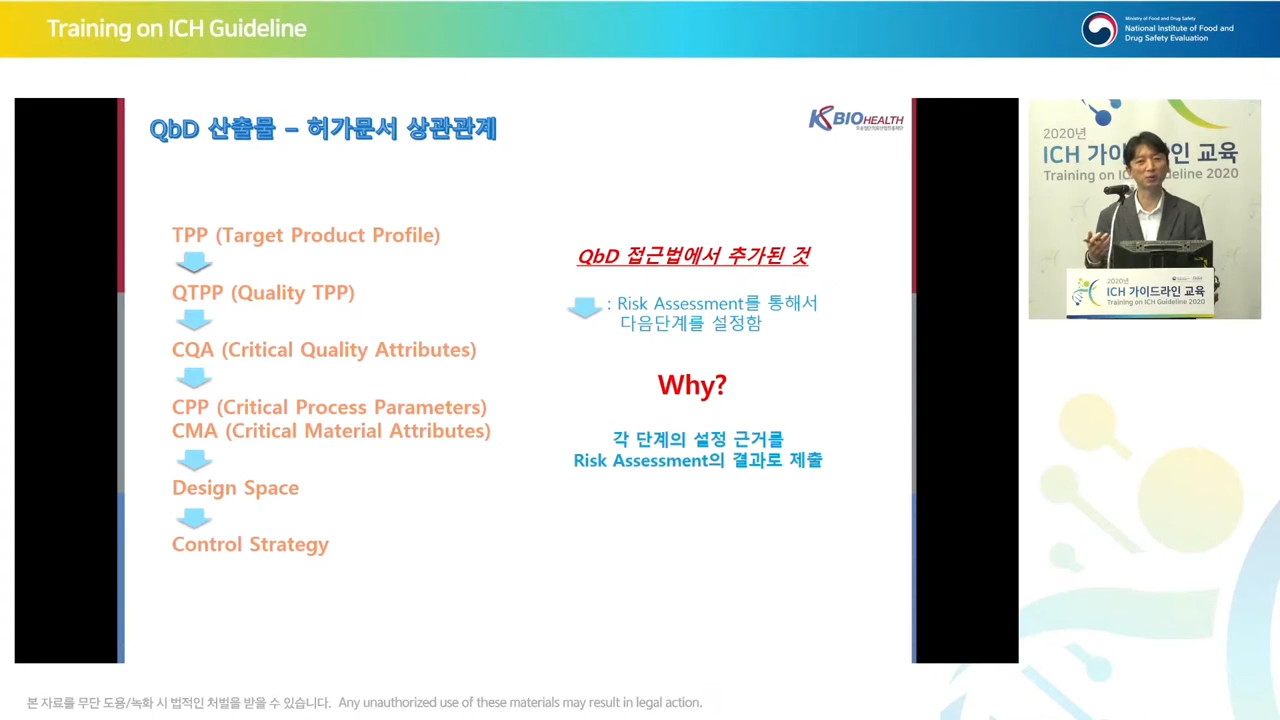 Training on ICH Guideline
Ministry of Food and Drug Safety
National Institute of Food and
Drug Safety Evaluation
QbD 산출물 – 허가문서 상관관계
KBIOHEALTH
TPP (Target Product Profile)
QTPP (Quality TPP)
CQA (Critical Quality Attributes)
CPP (Critical Process Parameters)
CMA (Critical Material Attributes)
Design Space
Control Strategy
QbD 접근법에서 추가된 것
: Risk Assessment를 통해서
다음단계를 설정함
Why?
각 단계의 설정 근거를
Risk Assessment의 결과로 제출
2020년
ICH 가이드라인 교육
Training on ICH Guideline 2020
2020년
ICH 가이드라인 교육
Training on ICH Guideline 2020
본 자료를 무단 도용/녹화 시 법적인 처벌을 받을 수 있습니다. Any unauthorized use of these materials may result in legal action.